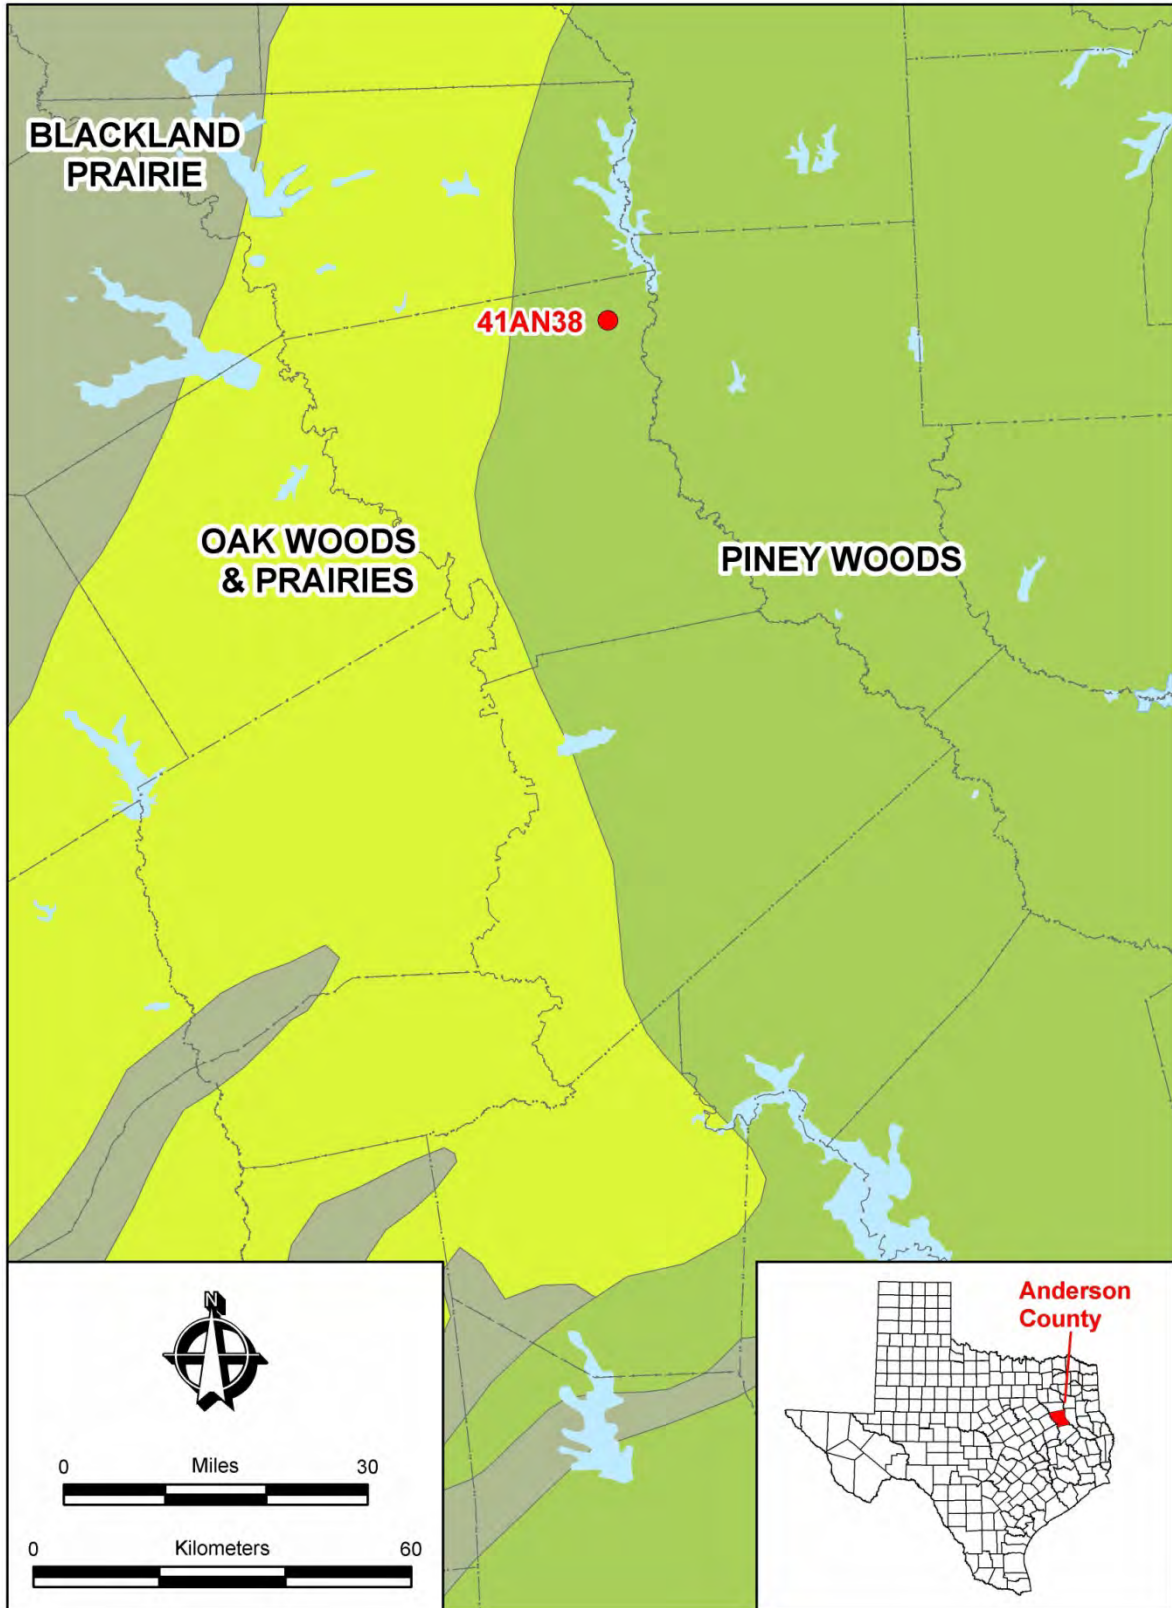 BLACKLAND
PRAIRIE
41AN38
OAK WOODS
& PRAIRIES
PINEY WOODS
N
0 Miles 30
0 Kilometers 60
Anderson
County